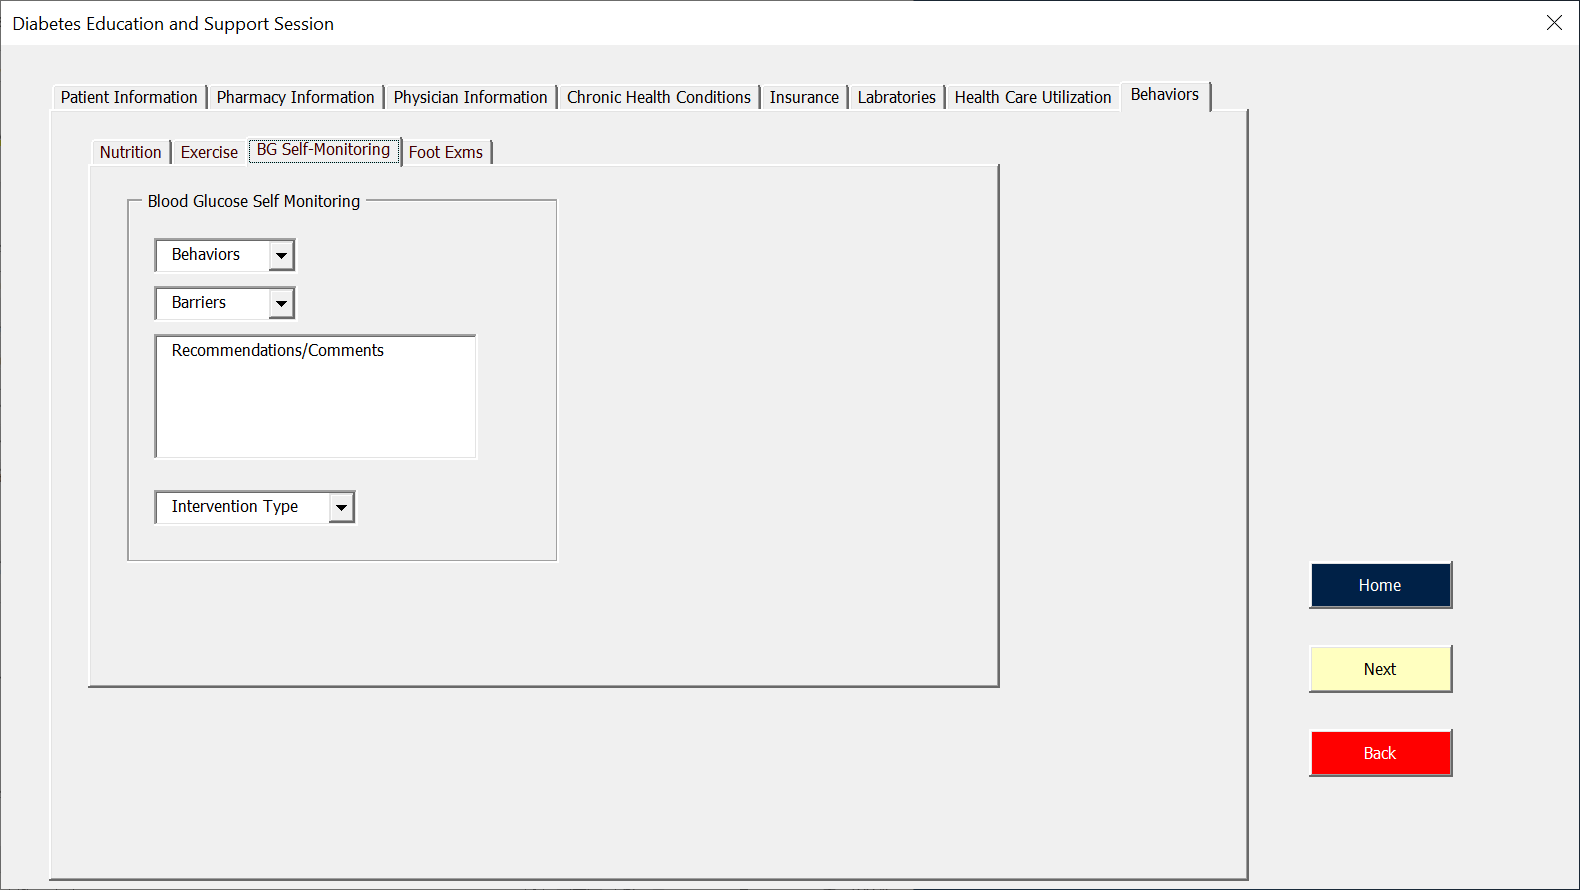 Diabetes Education and Support Session
Patient Information Pharmacy Information Physician Information Chronic Health Conditions Insurance Labratories Health Care Utilization Behaviors
Nutrition Exercise BG Self-Monitoring Foot Exms
Blood Glucose Self Monitoring
Behaviors
Barriers
Recommendations/Comments
Intervention Type
Home
Next
Back